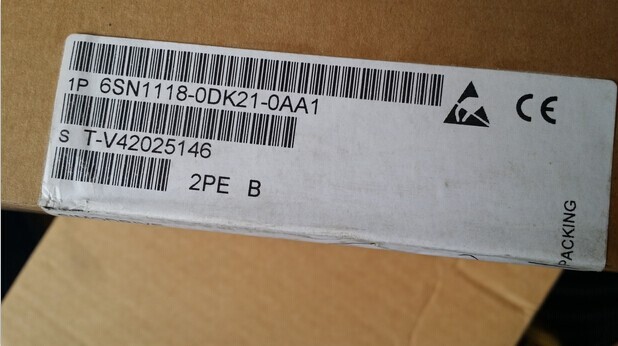 1P 6SN1118-0DK21-0AA1
S T-V42025146
2PE B
CE
PACKING